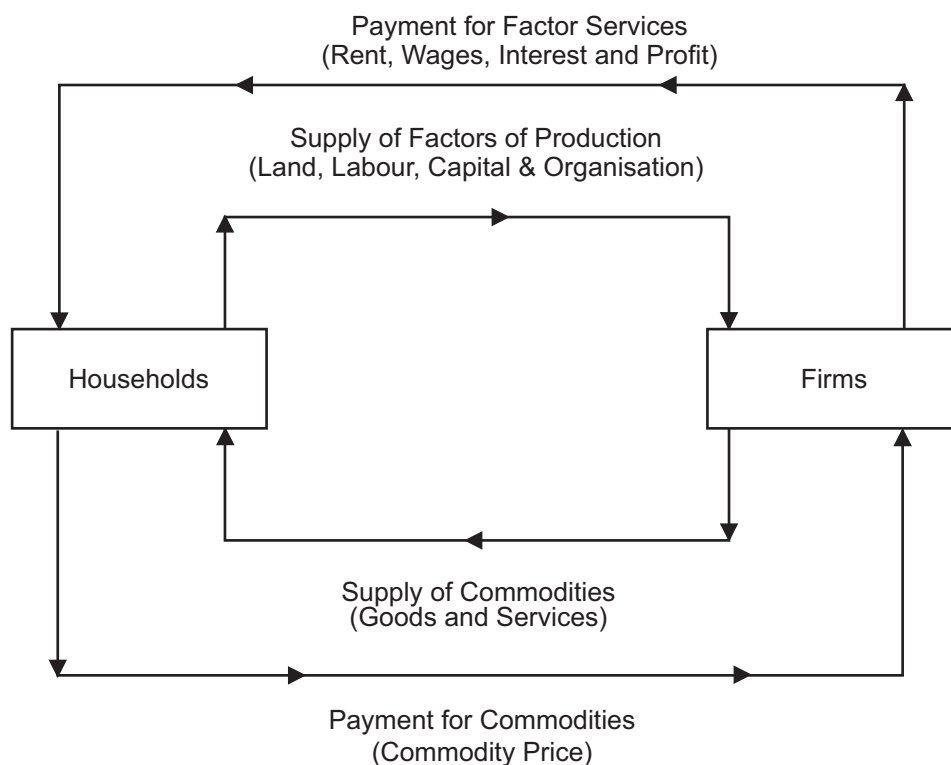 Payment for Factor Services
(Rent, Wages, Interest and Profit)
Supply of Factors of Production
(Land, Labour, Capital & Organisation)
Households
Firms
Supply of Commodities
(Goods and Services)
Payment for Commodities
(Commodity Price)